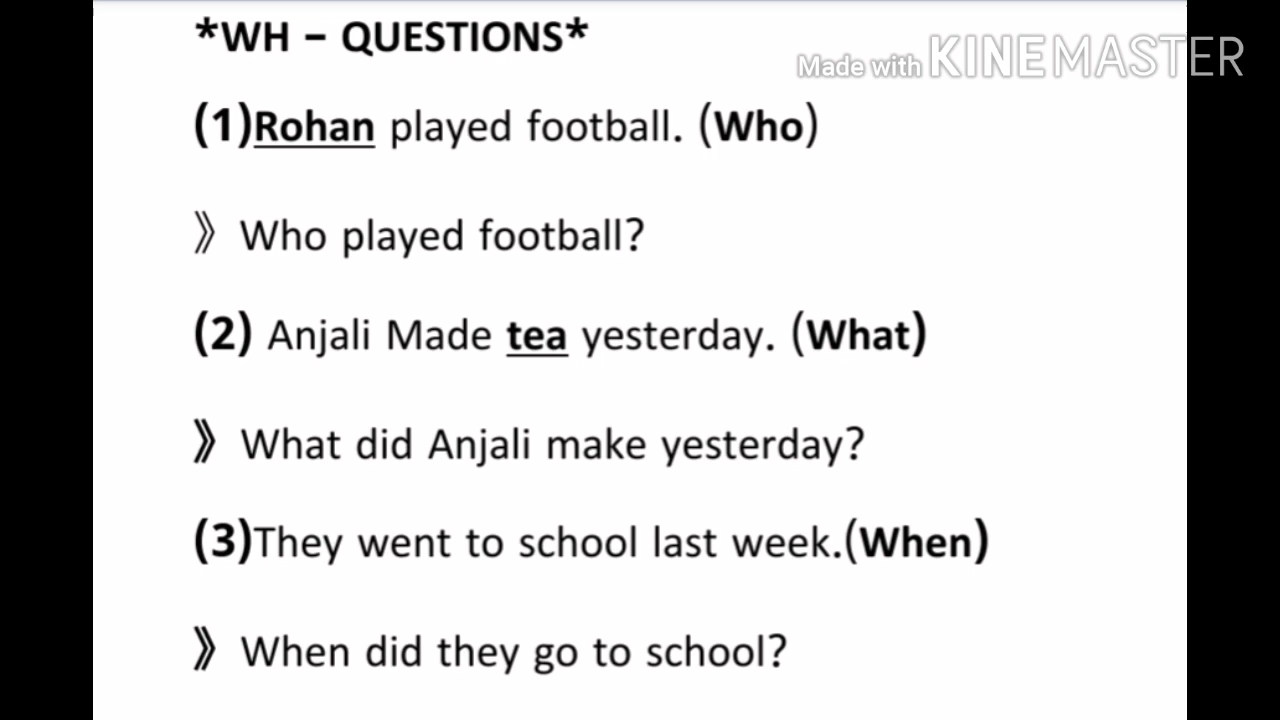 *WH – QUESTIONS*
Made with KINEMASTER
(1)Rohan played football. (Who)
》 Who played football?
(2) Anjali Made tea yesterday. (What)
》 What did Anjali make yesterday?
(3)They went to school last week.(When)
》 When did they go to school?